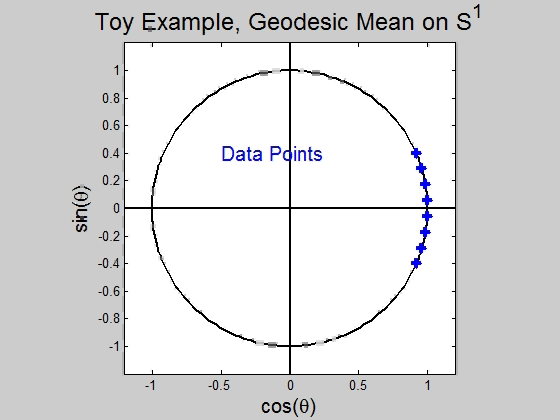 Toy Example, Geodesic Mean on S^1
1
0.8
0.6
0.4
Data Points
0.2
0
-0.2
-0.4
-0.6
-0.8
-1
sin(θ)
-1 -0.5 0 0.5 1
cos(θ)